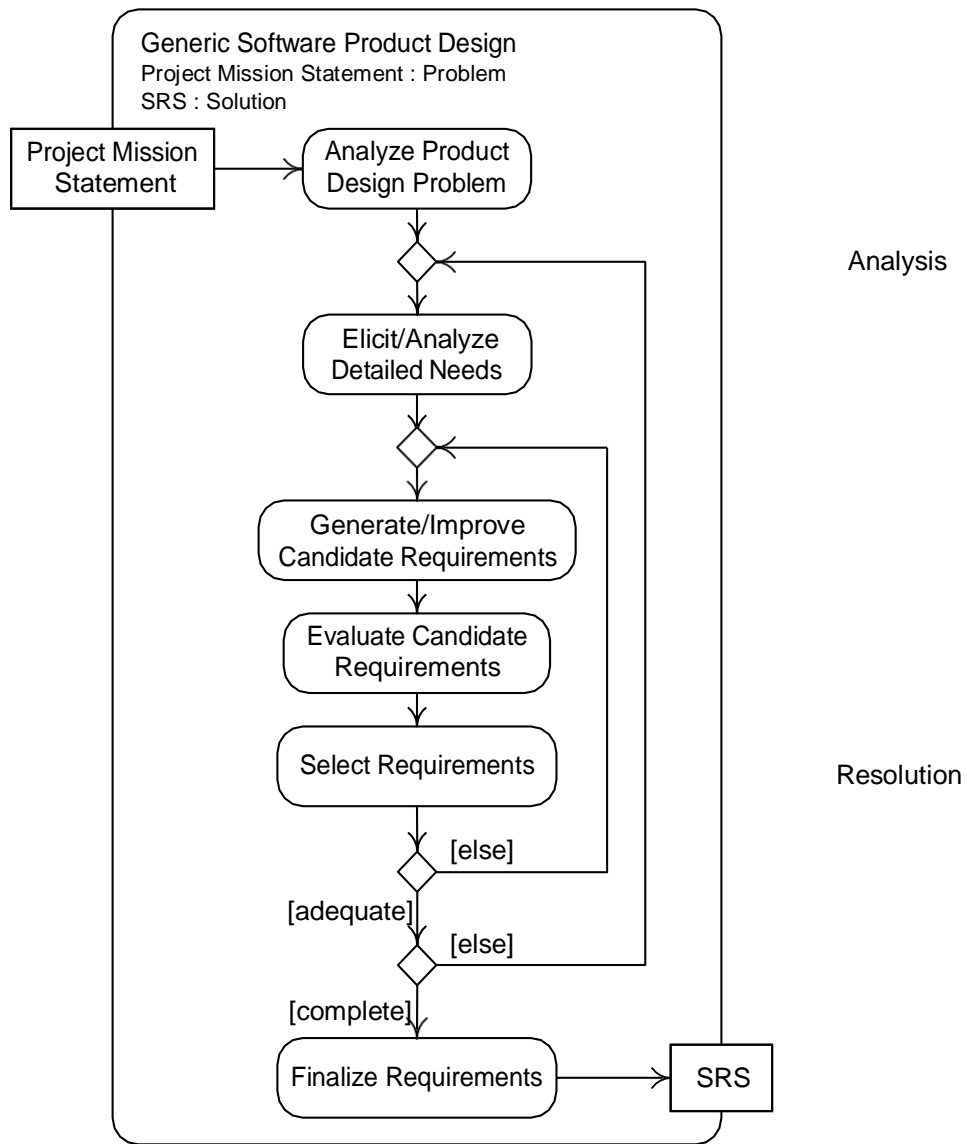 Generic Software Product Design
Project Mission Statement : Problem
SRS : Solution
Project Mission
Statement
Analyze Product
Design Problem
Analysis
Elicit/Analyze
Detailed Needs
Generate/Improve
Candidate Requirements
Evaluate Candidate
Requirements
Select Requirements
Resolution
[else]
[adequate]
[else]
[complete]
Finalize Requirements
SRS